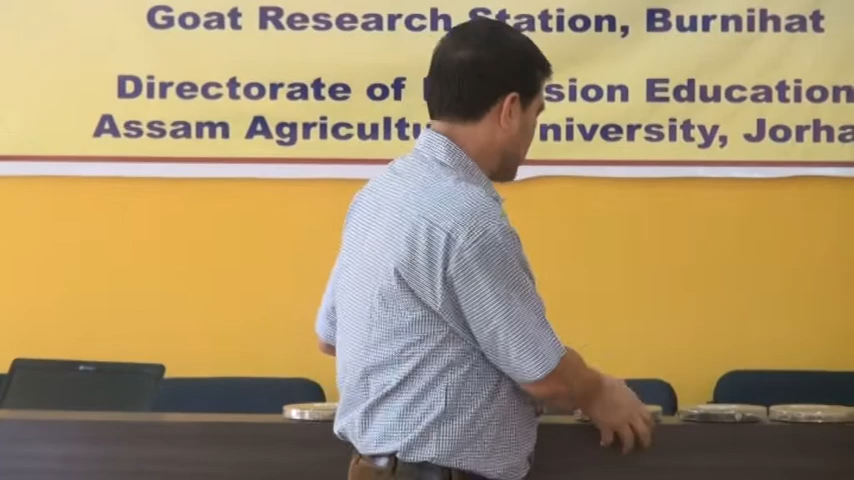 Goat Research Station, Burnihat
Directorate of sion Education
Assam Agricultu niversity, Jorha